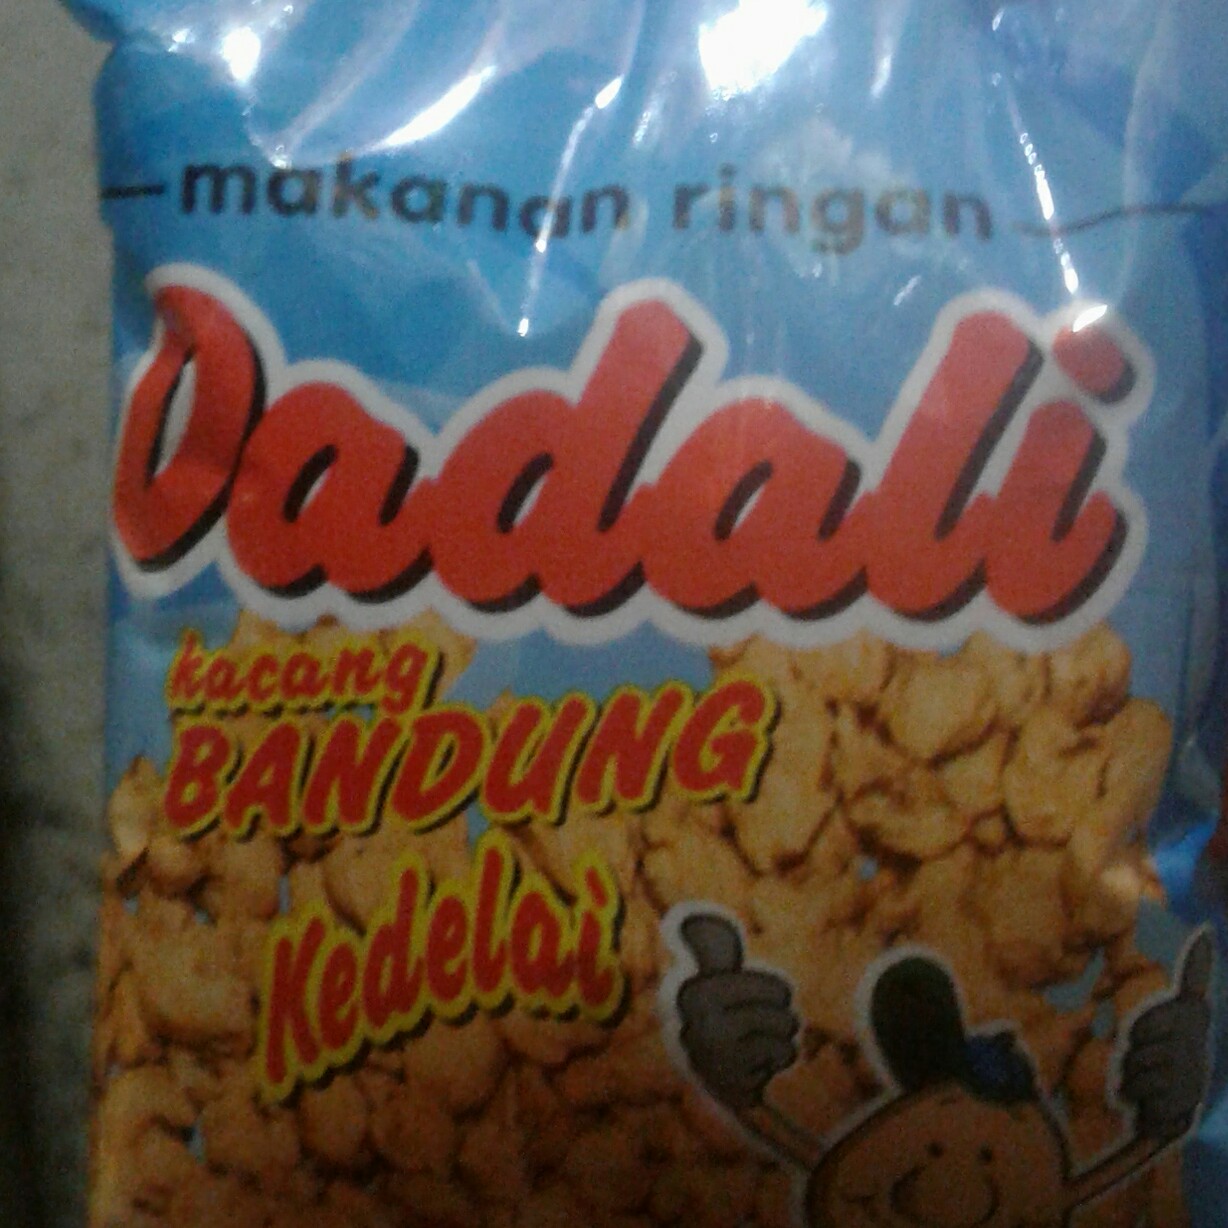 makanan ringan
Dadali
kacang
BANDUNG
Kedelai